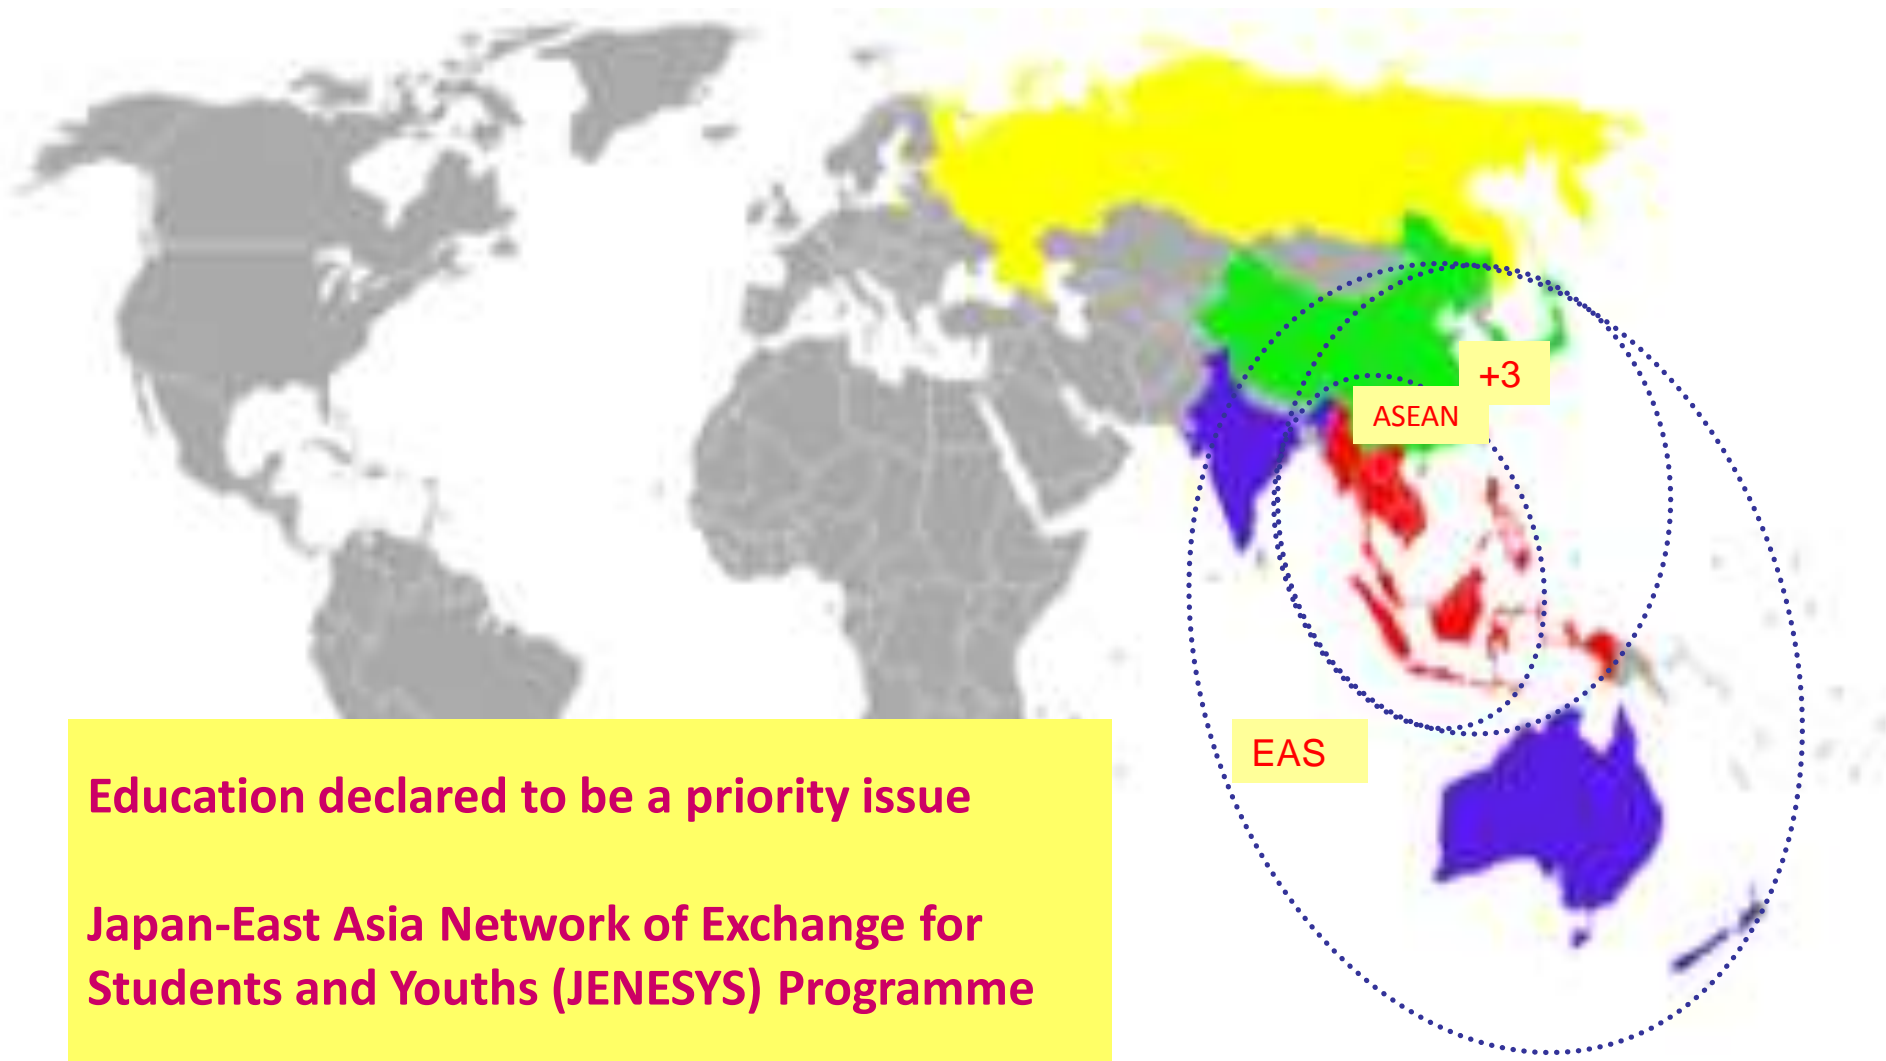 +3
ASEAN
EAS
Education declared to be a priority issue
Japan-East Asia Network of Exchange for
Students and Youths (JENESYS) Programme